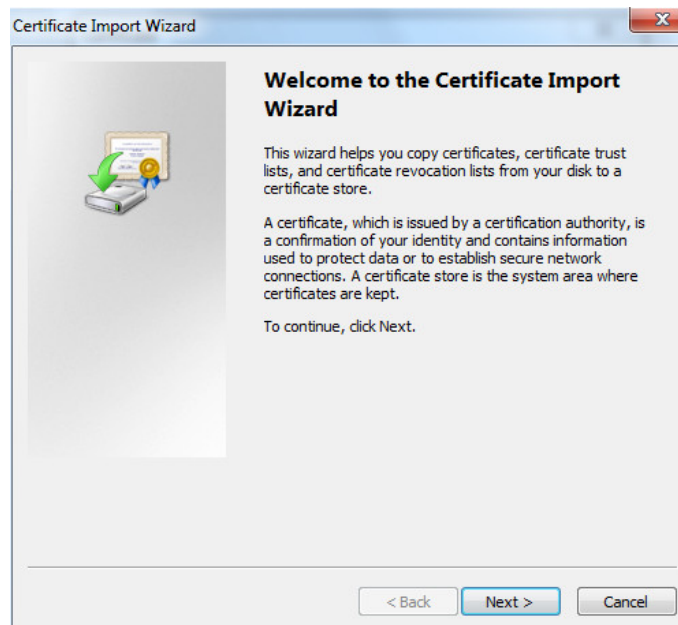 Certificate Import Wizard
Welcome to the Certificate Import
Wizard
This wizard helps you copy certificates, certificate trust
lists, and certificate revocation lists from your disk to a
certificate store.
A certificate, which is issued by a certification authority, is
a confirmation of your identity and contains information
used to protect data or to establish secure network
connections. A certificate store is the system area where
certificates are kept.
To continue, click Next.
< Back Next > Cancel